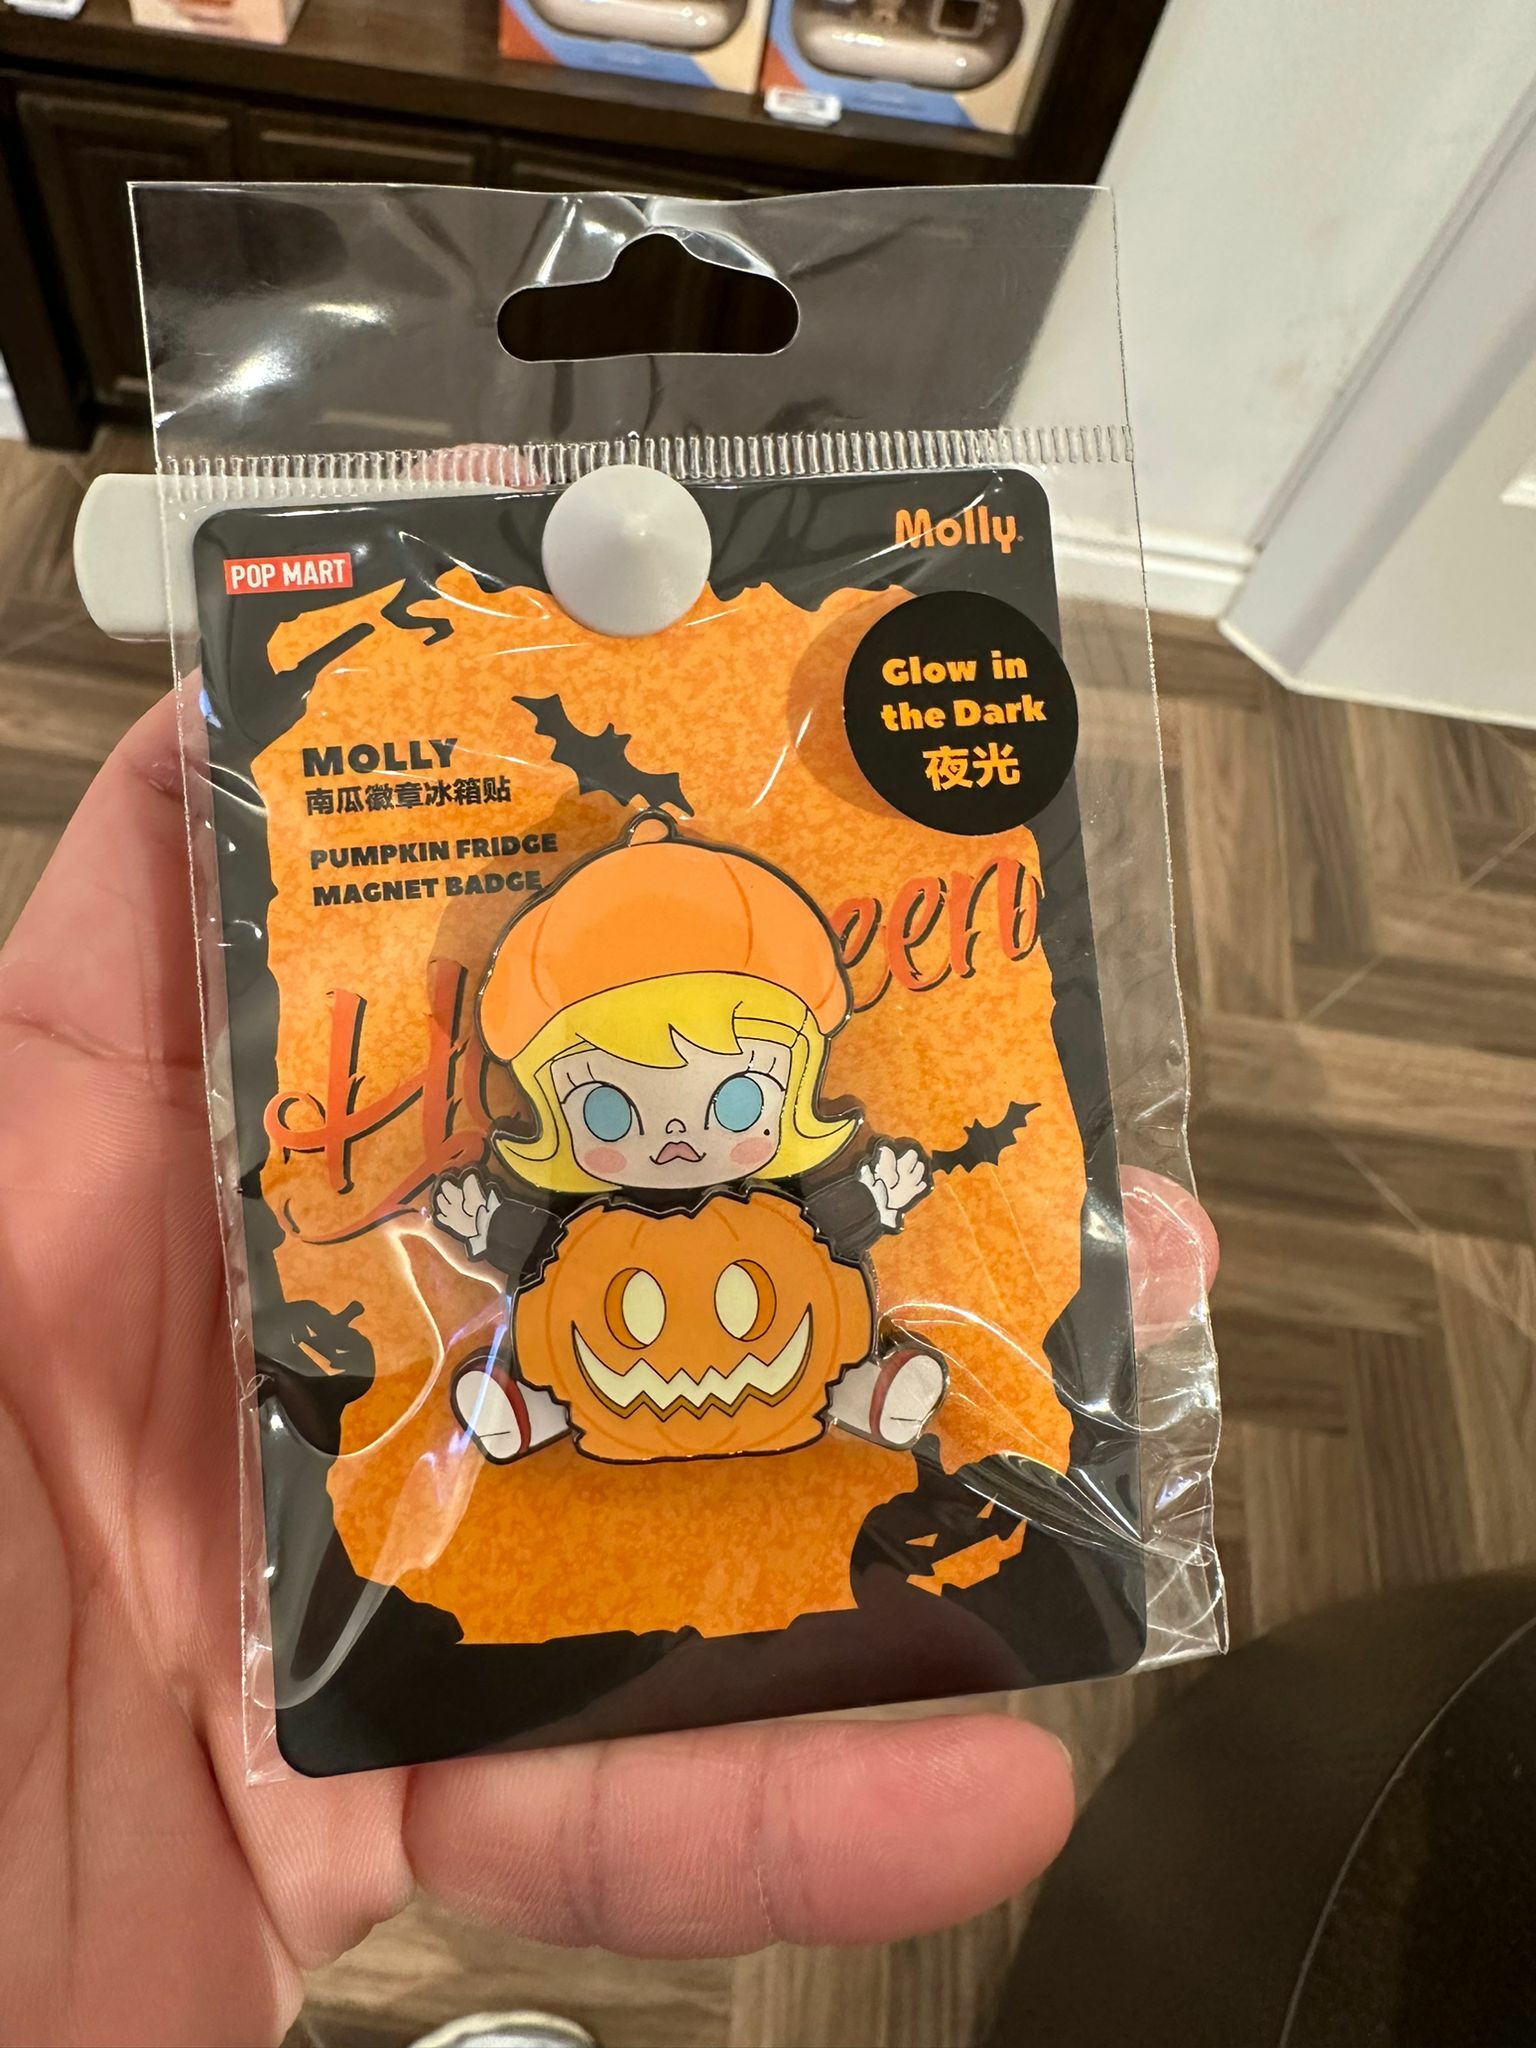 POP MART
Molly
Glow in
the Dark
夜光
MOLLY
南瓜徽章冰箱贴
PUMPKIN FRIDGE
MAGNET BADGE